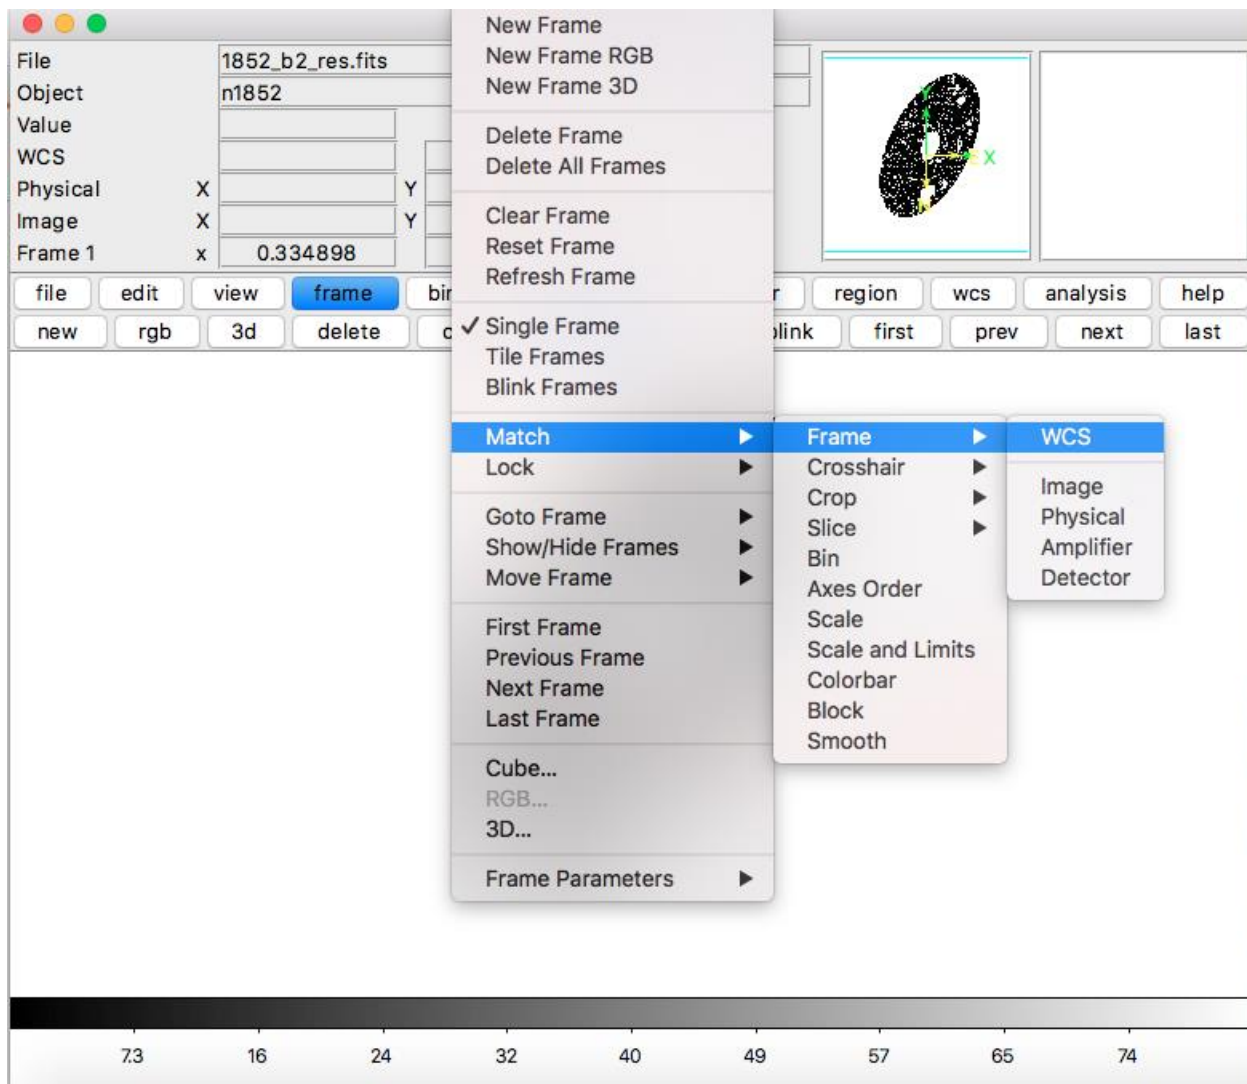 File 1852_b2_res.fits
Object n1852
Value
WCS
Physical X Y
Image X Y
Frame 1 x 0.334898
Y
X
file edit view frame region wcs analysis help
new rgb 3d delete first prev next last
New Frame
New Frame RGB
New Frame 3D
Delete Frame
Delete All Frames
Clear Frame
Reset Frame
Refresh Frame
✓ Single Frame
Tile Frames
Blink Frames
Match
Lock
Goto Frame
Show/Hide Frames
Move Frame
First Frame
Previous Frame
Next Frame
Last Frame
Cube...
RGB...
3D...
Frame Parameters
Frame
Crosshair
Crop
Slice
Bin
Axes Order
Scale
Scale and Limits
Colorbar
Block
Smooth
WCS
Image
Physical
Amplifier
Detector
7.3 16 24 32 40 49 57 65 74